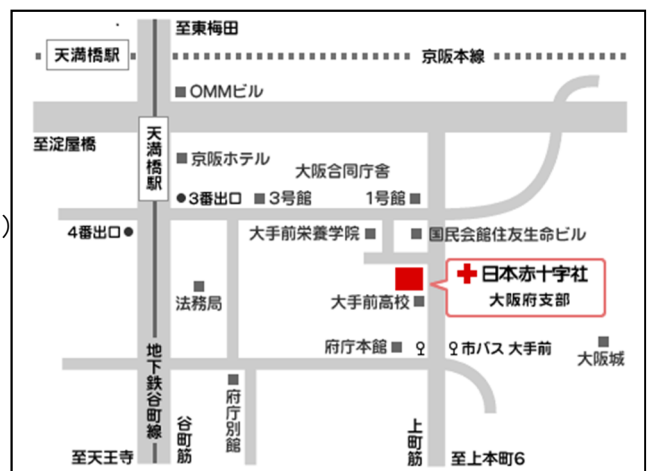 至東梅田
天満橋駅
京阪本線
OMMビル
至淀屋橋
天満橋駅
京阪ホテル
大阪合同庁舎
3番出口
3号館
1号館
)
4番出口
大手前栄養学院
国民会館住友生命ビル
日本赤十字社
大阪府支部
法務局
大手前高校
府庁本館
市バス 大手前
大阪城
地下鉄谷町線
府庁別館
谷町筋
上町筋
至天王寺
至上本町6